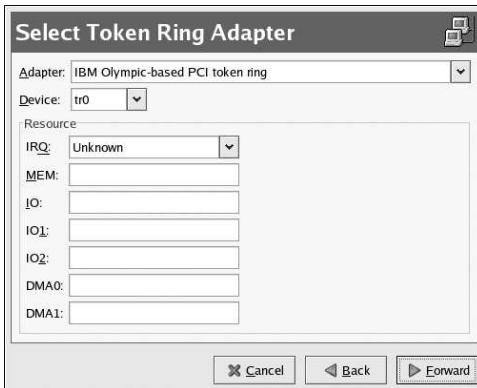 Select Token Ring Adapter
Adapter: IBM Olympic-based PCI token ring
Device: tr0
Resource
IRQ: Unknown
MEM:
IO:
IO1:
IO2:
DMA0:
DMA1:
Cancel Back Forward